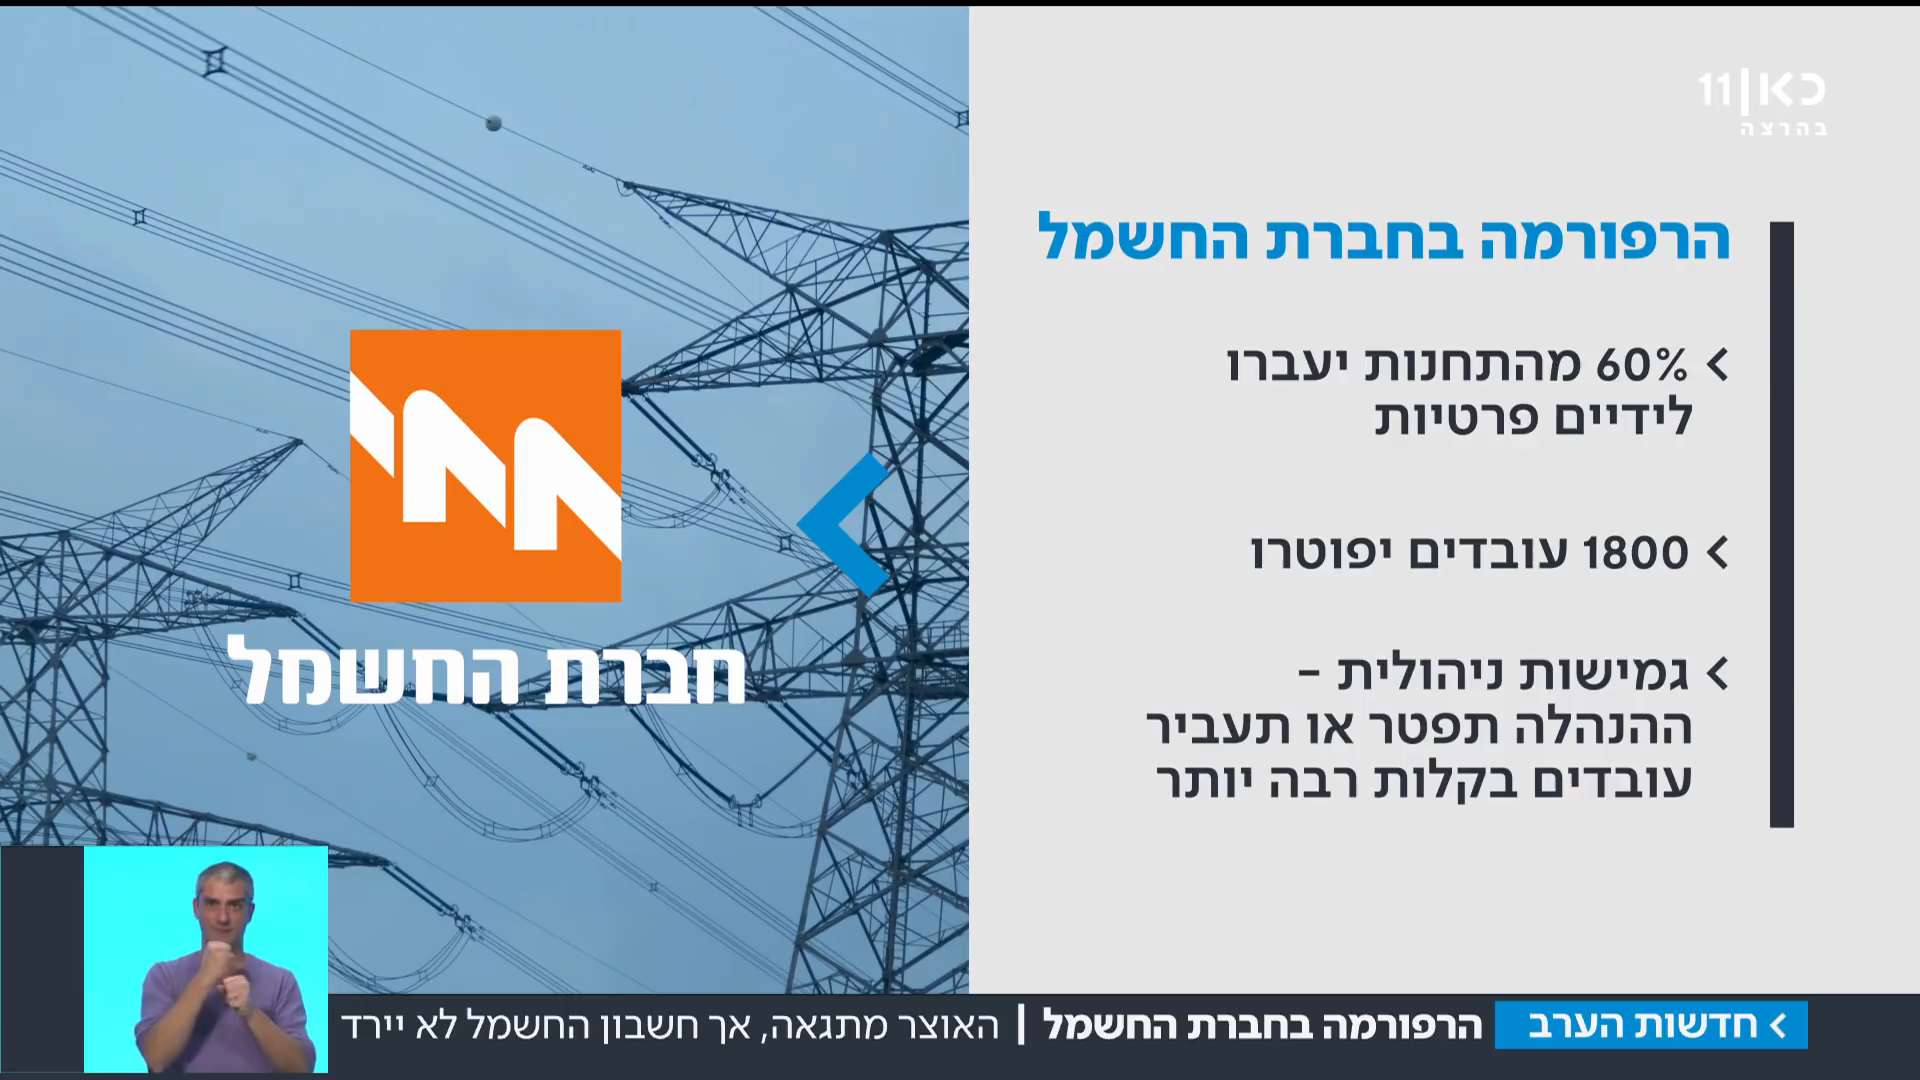 כאן 11
בהרצה
הרפורמה בחברת החשמל
60% מהתחנות יעברו
לידיים פרטיות
1800 עובדים יפוטרו
גמישות ניהולית -
ההנהלה תפטר או תעביר
עובדים בקלות רבה יותר
חברת החשמל
חדשות הערב
הרפורמה בחברת החשמל | האוצר מתגאה, אך חשבון החשמל לא יירד